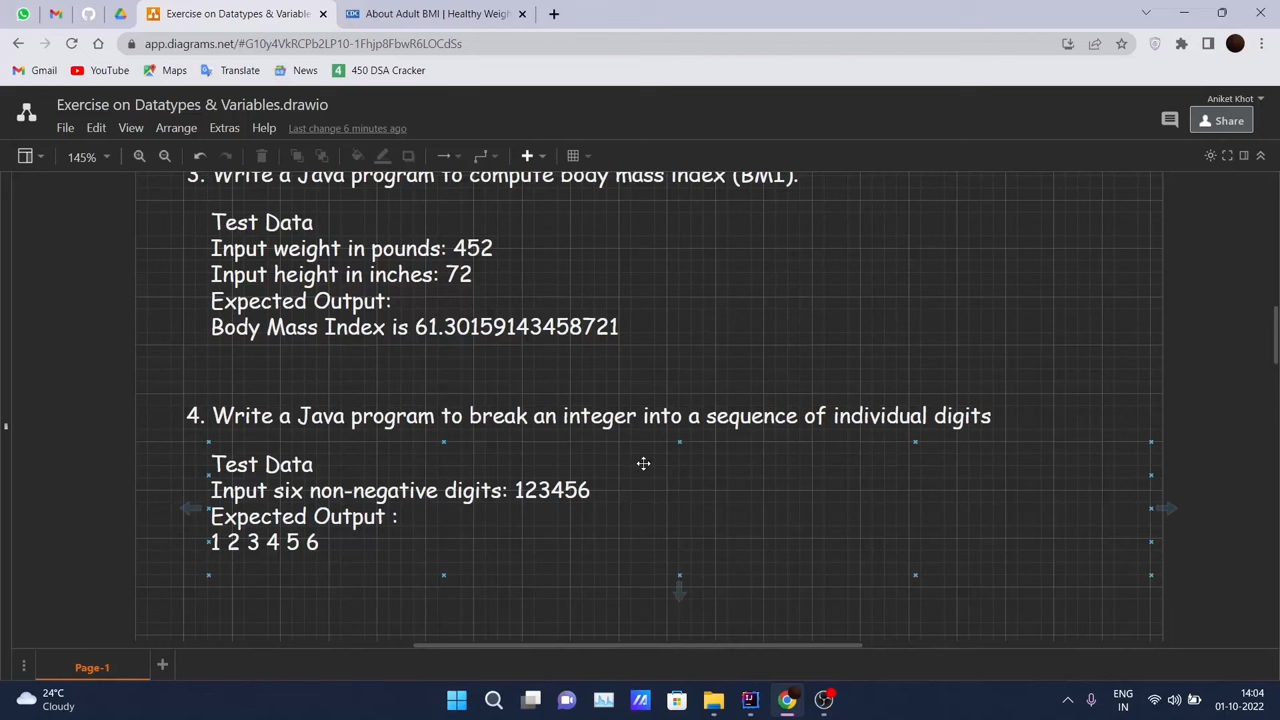 Exercise on Datatypes & Variable
CDC
About Adult BMI | Healthy Weigh
app.diagrams.net/#G10y4VkRCPb2LP10-1Fhjp8FbwR6LOCdSs
Gmail
YouTube
Maps
Translate
News
4
450 DSA Cracker
Exercise on Datatypes & Variables.drawio
Aniket Khot
File
Edit
View
Arrange
Extras
Help
Last change 6 minutes ago
Share
145%
3. Write a Java program to compute body mass index (BMI).
Test Data
Input weight in pounds: 452
Input height in inches: 72
Expected Output:
Body Mass Index is 61.30159143458721
4. Write a Java program to break an integer into a sequence of individual digits
Test Data
Input six non-negative digits: 123456
Expected Output :
1 2 3 4 5 6
Page-1
24°C
Cloudy
ENG
IN
14:04
01-10-2022